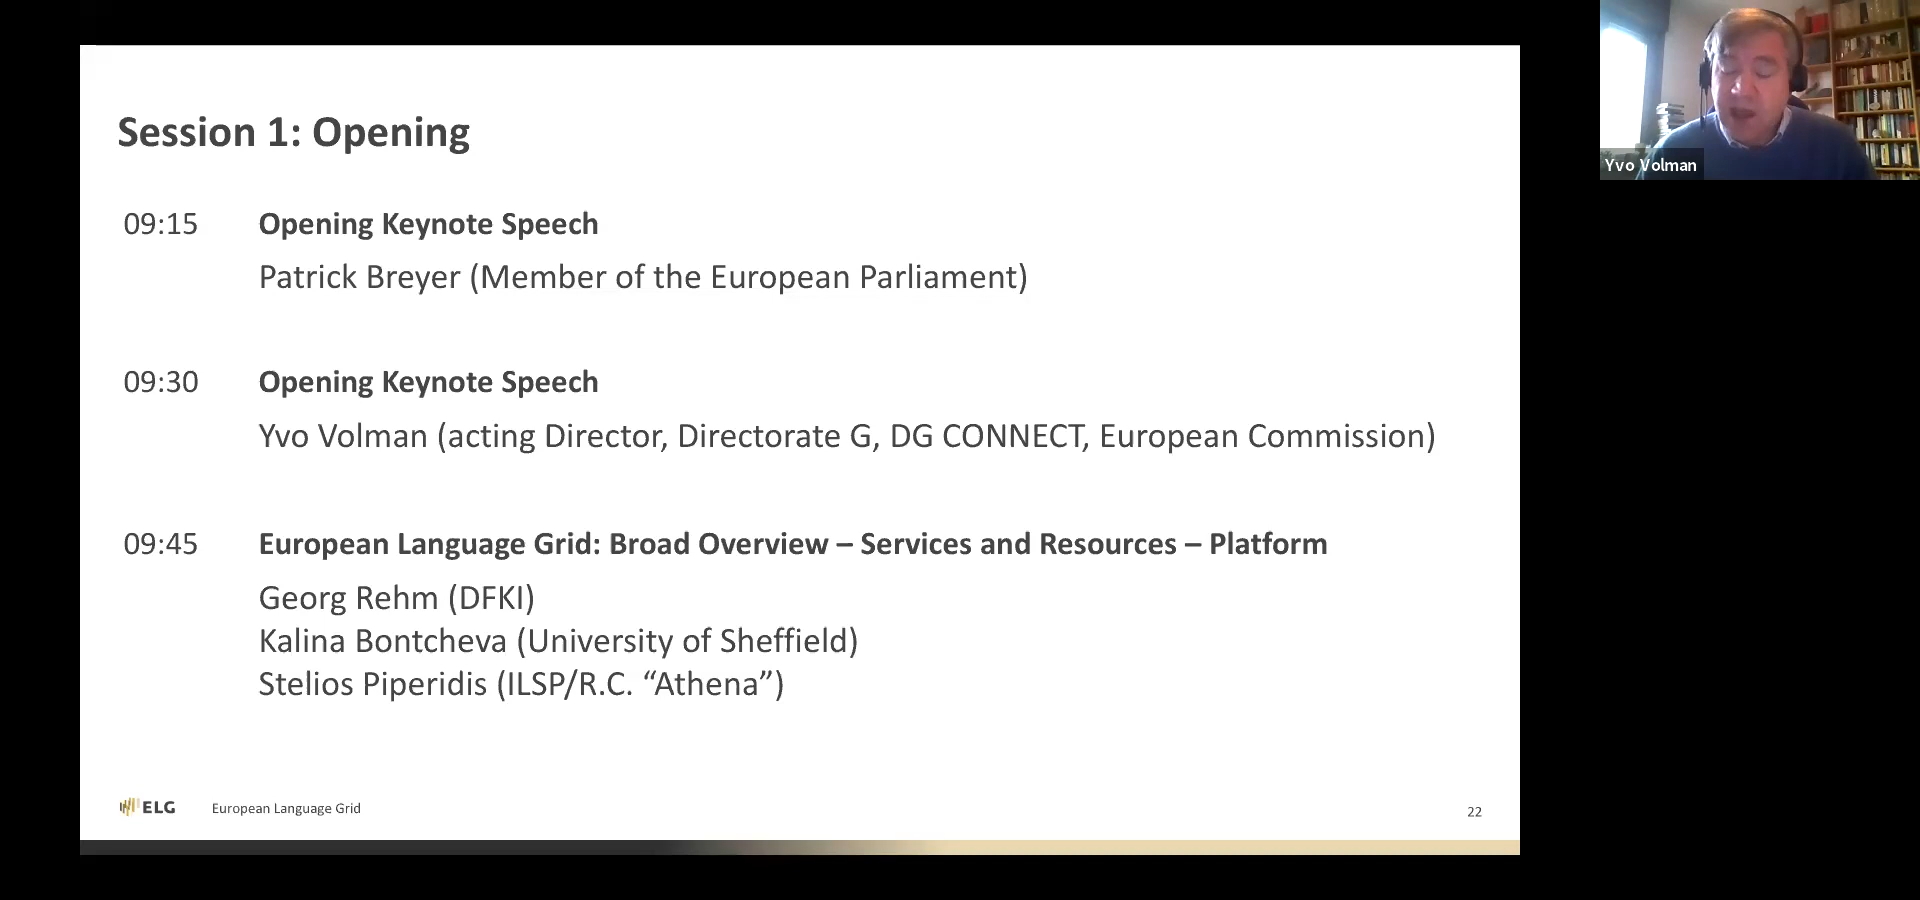 Session 1: Opening
09:15 Opening Keynote Speech
Patrick Breyer (Member of the European Parliament)
09:30 Opening Keynote Speech
Yvo Volman (acting Director, Directorate G, DG CONNECT, European Commission)
09:45 European Language Grid: Broad Overview – Services and Resources – Platform
Georg Rehm (DFKI)
Kalina Bontcheva (University of Sheffield)
Stelios Piperidis (ILSP/R.C. “Athena”)
ELG European Language Grid
22
Yvo Volman